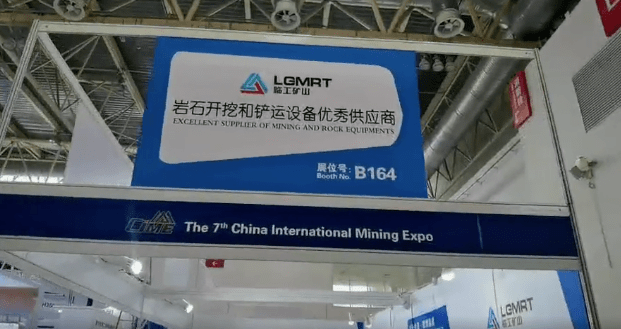 LGMRT
临工矿山
岩石开挖和铲运设备优秀供应商
EXCELLENT SUPPLIER OF MINING AND ROCK EQUIPMENTS
展位号:
Booth No. B164
CIME The 7th China International Mining Expo
LGMRT
临工矿山